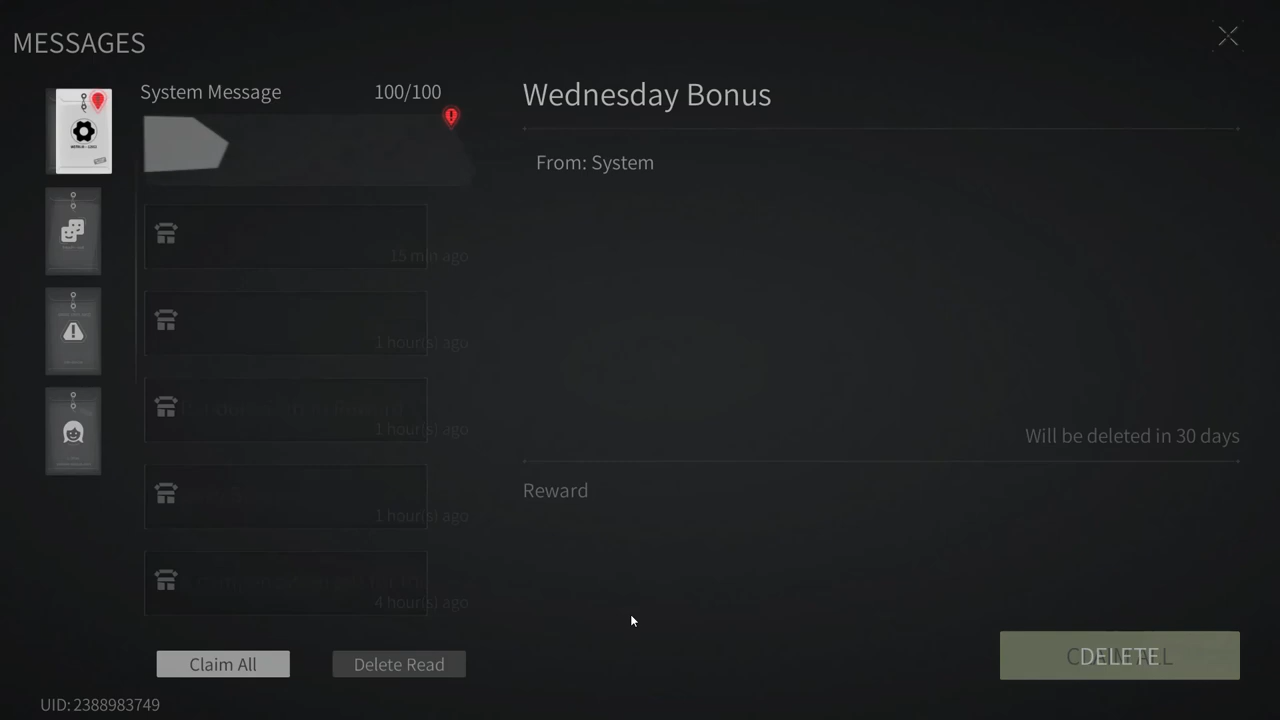 MESSAGES
System Message 100/100
15 min ago
1 hour(s) ago
1 hour(s) ago
1 hour(s) ago
4 hour(s) ago
Claim All
Delete Read
UID: 2388983749
Wednesday Bonus
From: System
Will be deleted in 30 days
Reward
DELETE